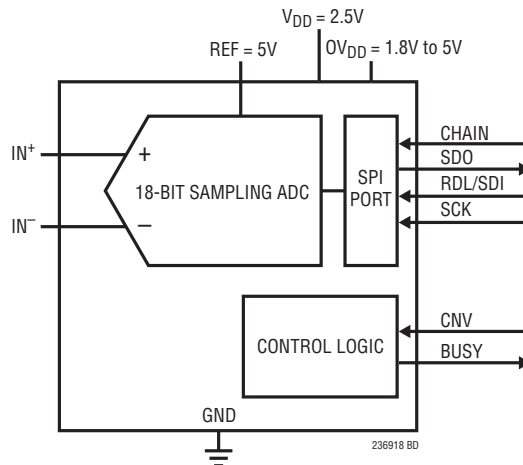 V_DD = 2.5V
REF = 5V
OV_DD = 1.8V to 5V
CHAIN
IN⁺
+
SDO
18-BIT SAMPLING ADC
SPI
PORT
RDL/SDI
IN⁻
–
SCK
CNV
CONTROL LOGIC
BUSY
GND
236918 BD